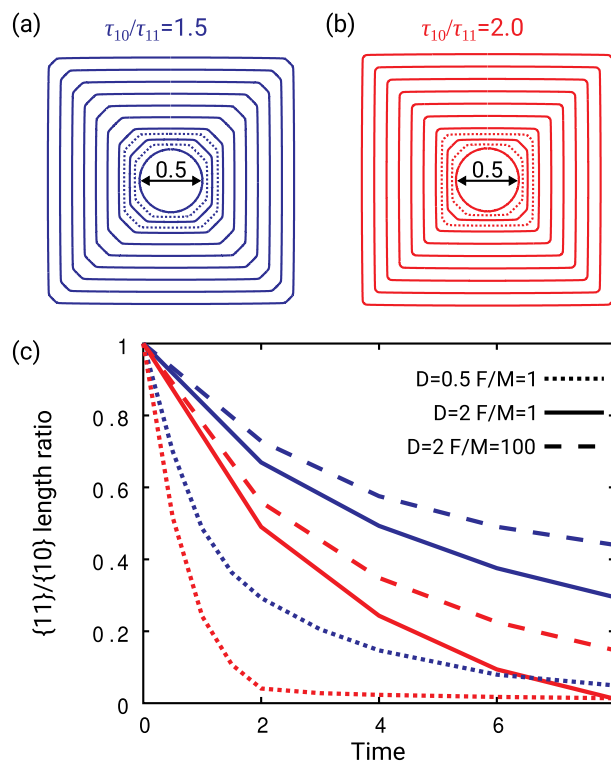 (a) τ10/τ11=1.5
(b) τ10/τ11=2.0
0.5
0.5
(c)
1
0.8
0.6
0.4
0.2
0
{11}/{10} length ratio
D=0.5 F/M=1
D=2 F/M=1
D=2 F/M=100
0 2 4 6
Time